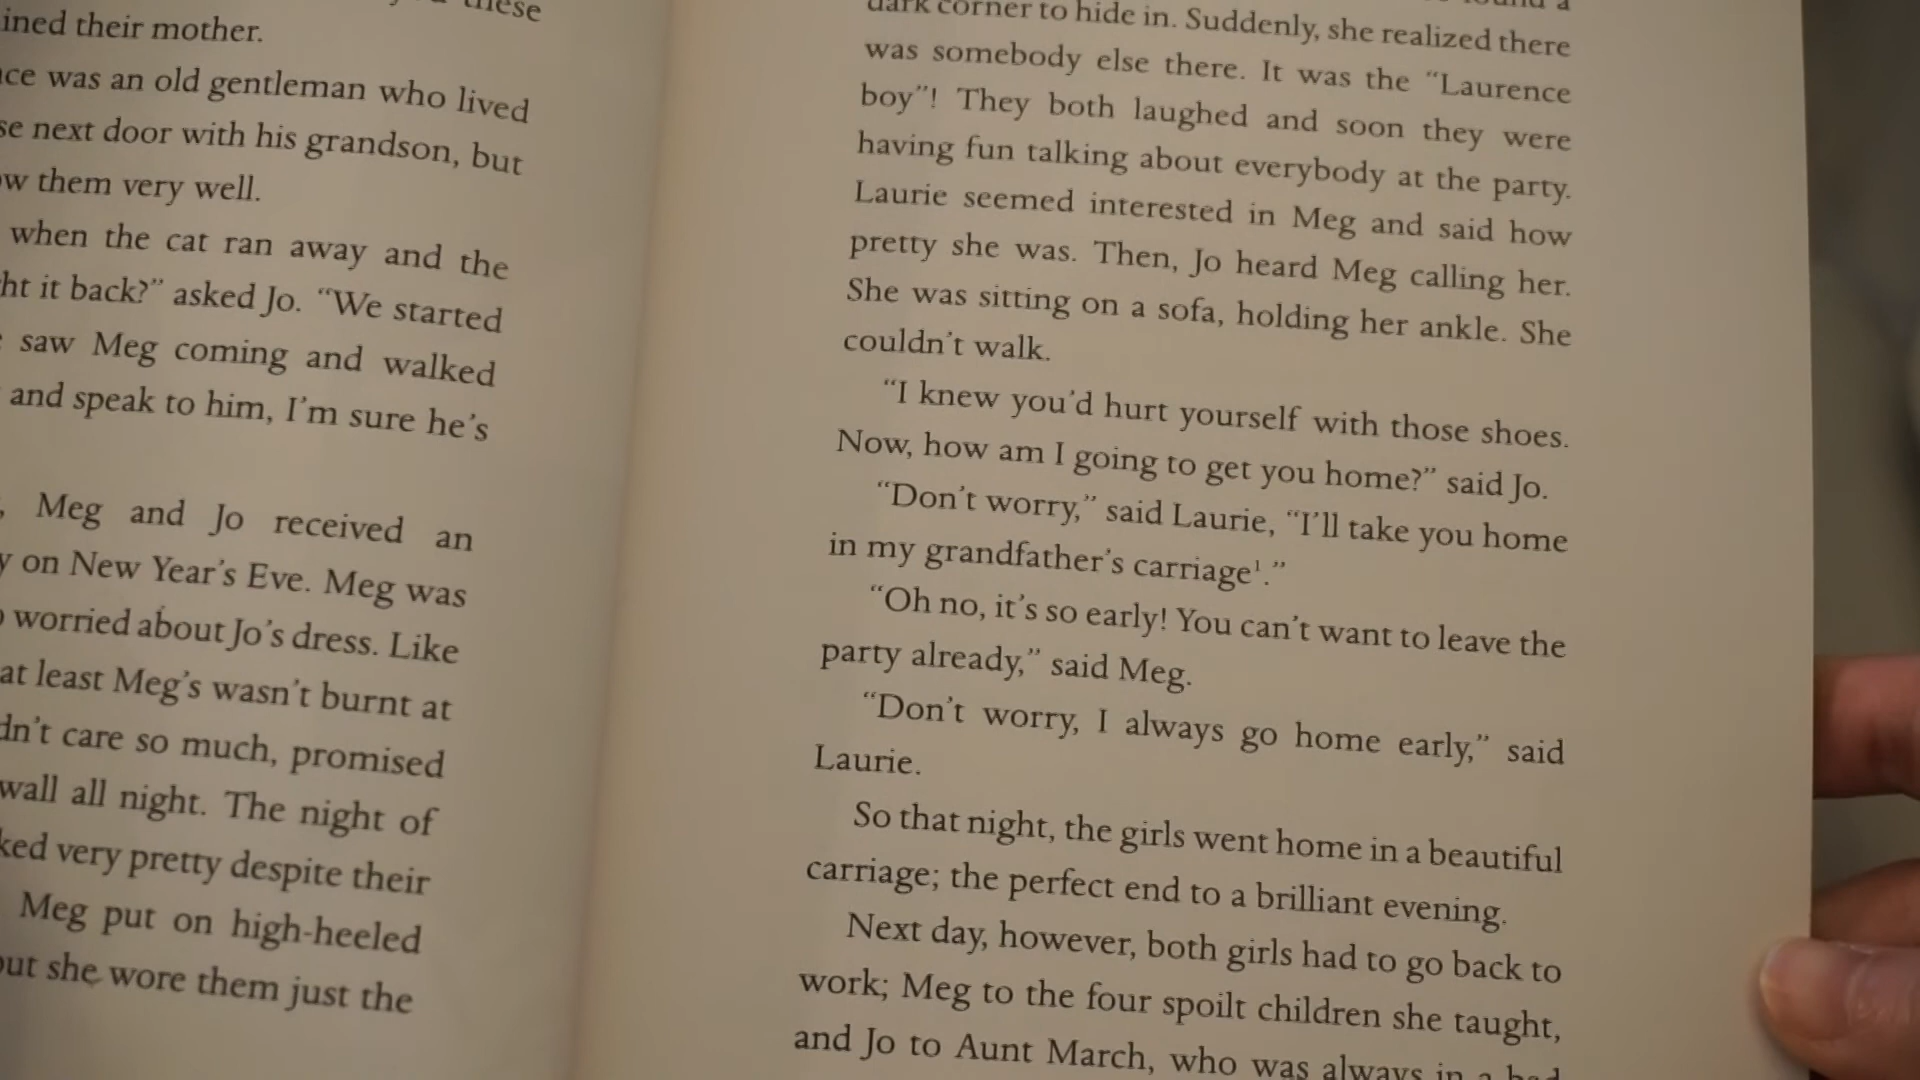 these
ined their mother.
ce was an old gentleman who lived
se next door with his grandson, but
ow them very well.
when the cat ran away and the
ht it back?” asked Jo. “We started
saw Meg coming and walked
and speak to him, I’m sure he’s
Meg and Jo received an
y on New Year’s Eve. Meg was
o worried about Jo’s dress. Like
at least Meg’s wasn’t burnt at
dn’t care so much, promised
wall all night. The night of
ked very pretty despite their
Meg put on high-heeled
out she wore them just the
dark corner to hide in. Suddenly, she realized there
was somebody else there. It was the “Laurence
boy”! They both laughed and soon they were
having fun talking about everybody at the party.
Laurie seemed interested in Meg and said how
pretty she was. Then, Jo heard Meg calling her.
She was sitting on a sofa, holding her ankle. She
couldn’t walk.
“I knew you’d hurt yourself with those shoes.
Now, how am I going to get you home?” said Jo.
“Don’t worry,” said Laurie, “I’ll take you home
in my grandfather’s carriage¹.”
“Oh no, it’s so early! You can’t want to leave the
party already,” said Meg.
“Don’t worry, I always go home early,” said
Laurie.
So that night, the girls went home in a beautiful
carriage; the perfect end to a brilliant evening.
Next day, however, both girls had to go back to
work; Meg to the four spoilt children she taught,
and Jo to Aunt March, who was always in a bad